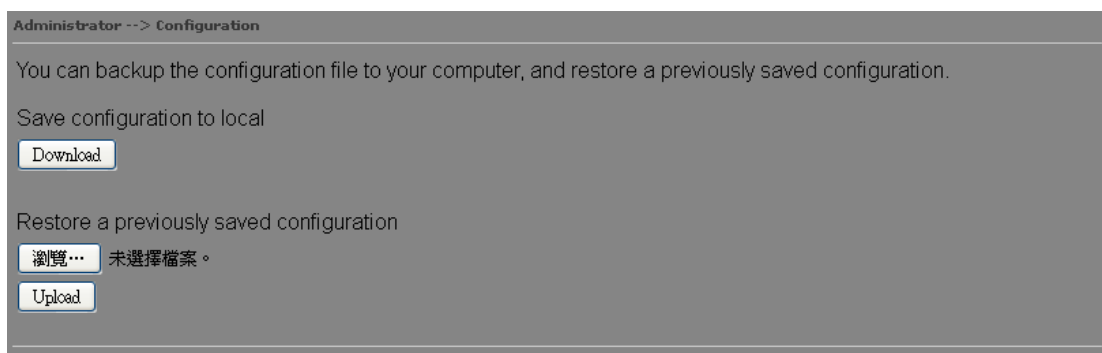 Administrator --> Configuration
You can backup the configuration file to your computer, and restore a previously saved configuration.
Save configuration to local
Download
Restore a previously saved configuration
瀏覽… 未選擇檔案。
Upload